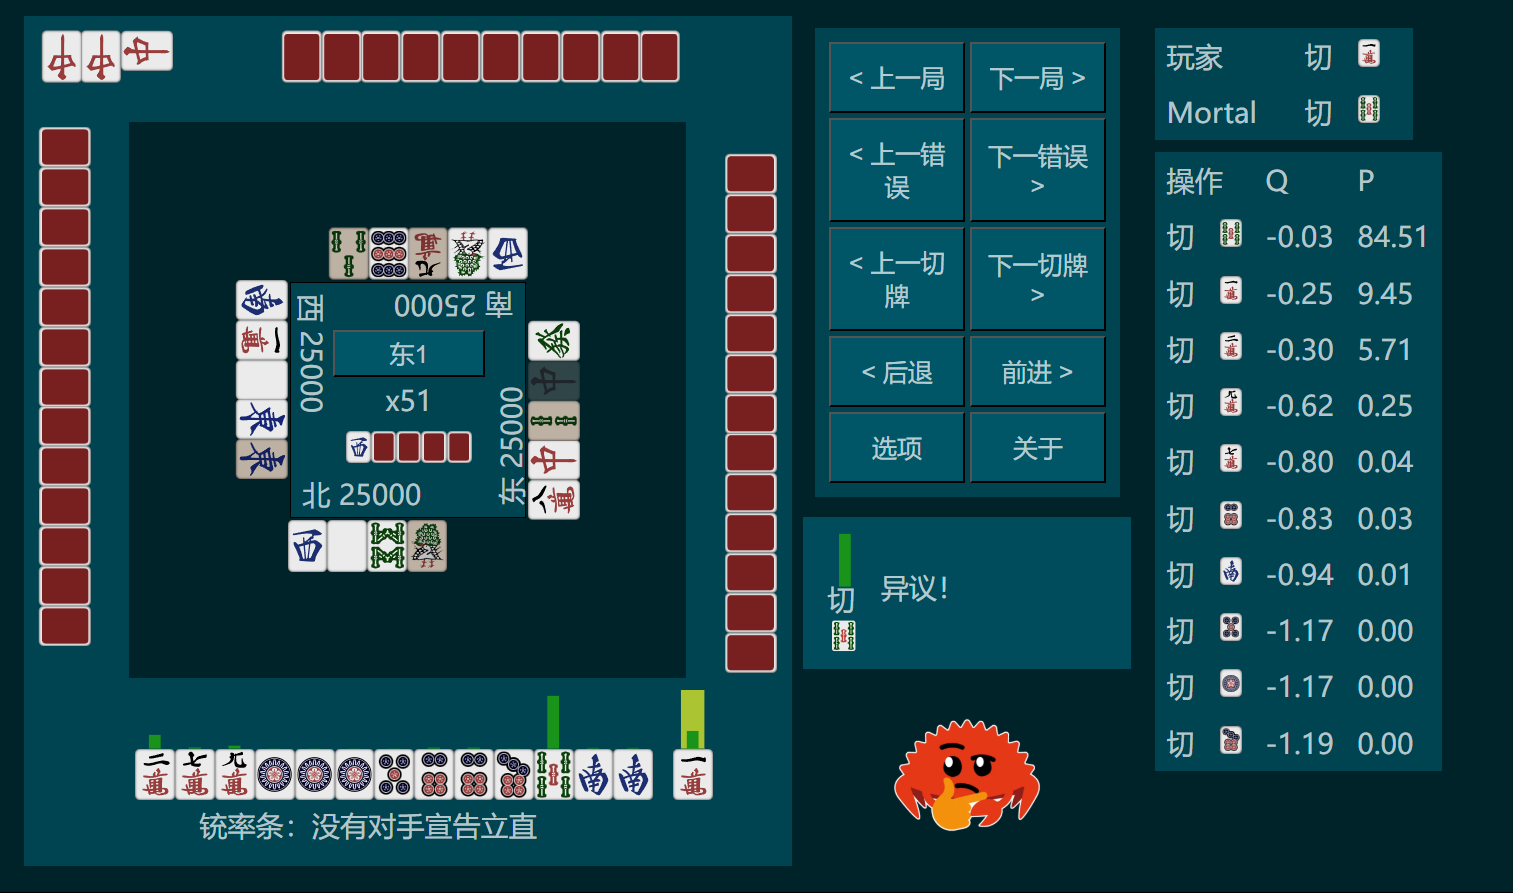 南 25000
西 25000
东1
x51
东 25000
北 25000
铳率条：没有对手宣告立直
< 上一局
下一局 >
< 上一错
误
下一错误
>
< 上一切
牌
下一切牌
>
< 后退
前进 >
选项
关于
切
异议！
玩家 切
Mortal 切
操作 Q P
切 -0.03 84.51
切 -0.25 9.45
切 -0.30 5.71
切 -0.62 0.25
切 -0.80 0.04
切 -0.83 0.03
切 -0.94 0.01
切 -1.17 0.00
切 -1.17 0.00
切 -1.19 0.00